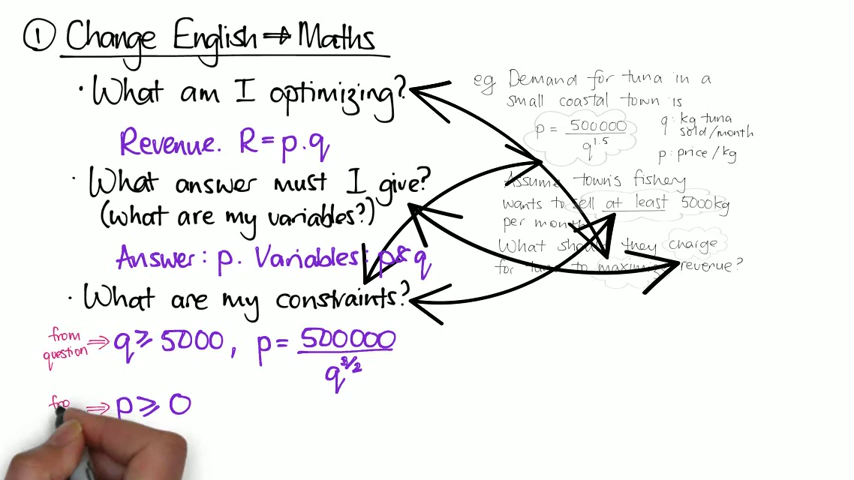 ① Change English ⇒ Maths
· What am I optimizing?
Revenue. R = p.q
· What answer must I give?
(what are my variables?)
Answer: p. Variables: p & q
· What are my constraints?
from question ⇒ q ≥ 5000, p = 500000 / q^3/2
⇒ p ≥ 0
eg Demand for tuna in a
small coastal town is
p = 500000 / q^1.5
q: kg tuna
sold/month
p: price/kg
Assume town's fishery
wants to sell at least 5000kg
per month
What should they charge
for to maximize revenue?